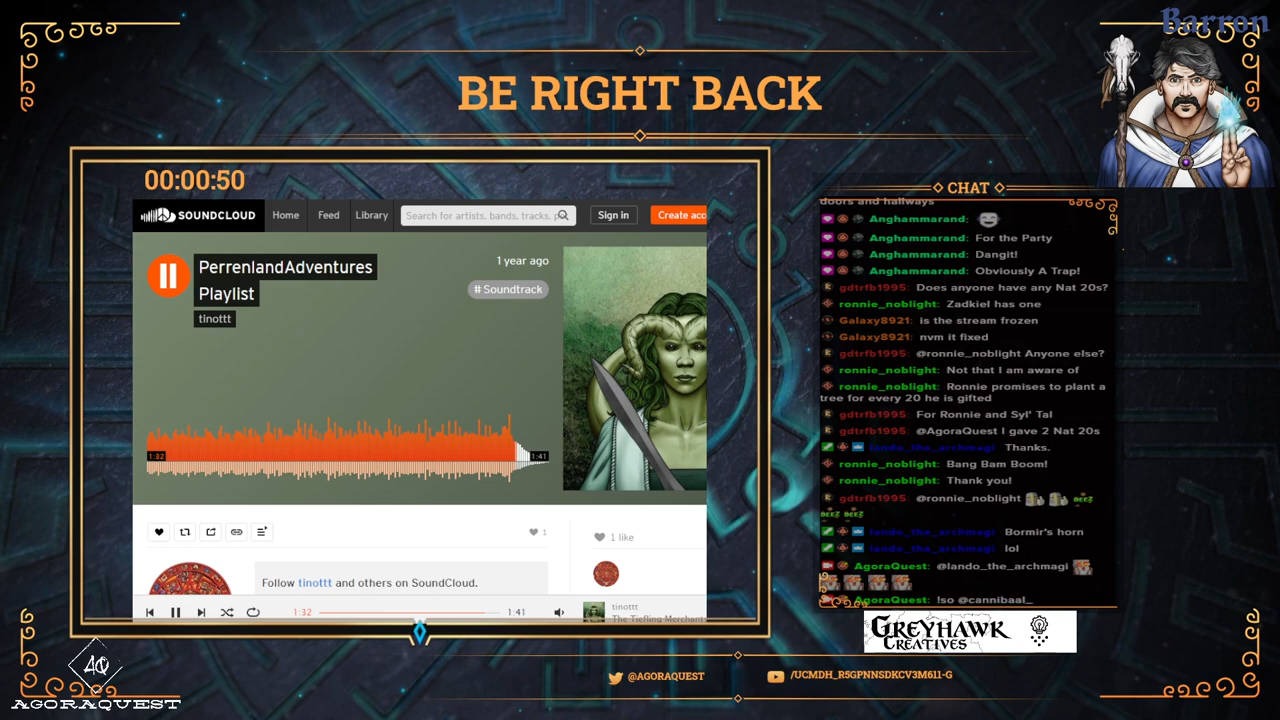 Barron
BE RIGHT BACK
00:00:50
SOUNDCLOUD
Home
Feed
Library
Search for artists, bands, tracks, p
Sign in
Create acc
PerrenlandAdventures
Playlist
tinottt
1 year ago
# Soundtrack
1:32
1:41
1
1 like
Follow tinottt and others on SoundCloud.
1:32
1:41
tinottt
The Tiefling Merchant
CHAT
doors and hallways
Anghammarand:
Anghammarand: For the Party
Anghammarand: Dangit!
Anghammarand: Obviously A Trap!
gdtrfb1995: Does anyone have any Nat 20s?
ronnie_noblight: Zadkiel has one
Galaxy8921: is the stream frozen
Galaxy8921: nvm it fixed
gdtrfb1995: @ronnie_noblight Anyone else?
ronnie_noblight: Not that I am aware of
ronnie_noblight: Ronnie promises to plant a
tree for every 20 he is gifted
gdtrfb1995: For Ronnie and Syl' Tal
gdtrfb1995: @AgoraQuest I gave 2 Nat 20s
lando_the_archmagi: Thanks.
ronnie_noblight: Bang Bam Boom!
ronnie_noblight: Thank you!
gdtrfb1995: @ronnie_noblight
lando_the_archmagi: Bormir's horn
lando_the_archmagi: lol
AgoraQuest: @lando_the_archmagi
AgoraQuest: !so @cannibaal_
GREYHAWK
CREATIVES
AQ
AGORAQUEST
@AGORAQUEST
/UCMDH_R5GPNNSDKCV3M611-G